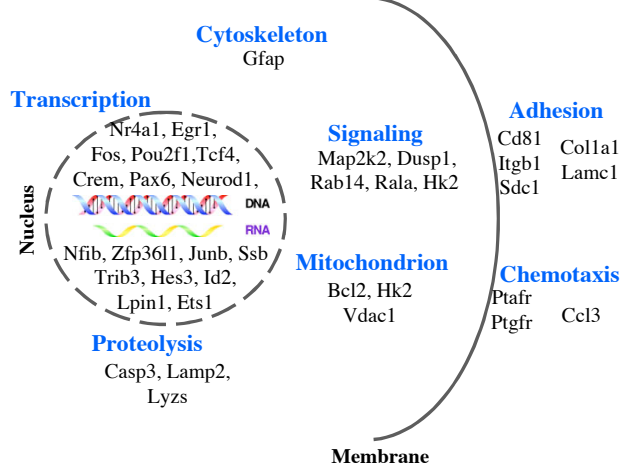 Cytoskeleton
Gfap
Transcription
Nr4a1, Egr1,
Fos, Pou2f1,Tcf4,
Crem, Pax6, Neurod1,
DNA
RNA
Nfib, Zfp36l1, Junb, Ssb
Trib3, Hes3, Id2,
Lpin1, Ets1
Nucleus
Signaling
Map2k2, Dusp1,
Rab14, Rala, Hk2
Adhesion
Cd81
Itgb1
Sdc1
Col1a1
Lamc1
Mitochondrion
Bcl2, Hk2
Vdac1
Chemotaxis
Ptafr
Ptgfr
Ccl3
Proteolysis
Casp3, Lamp2,
Lyzs
Membrane